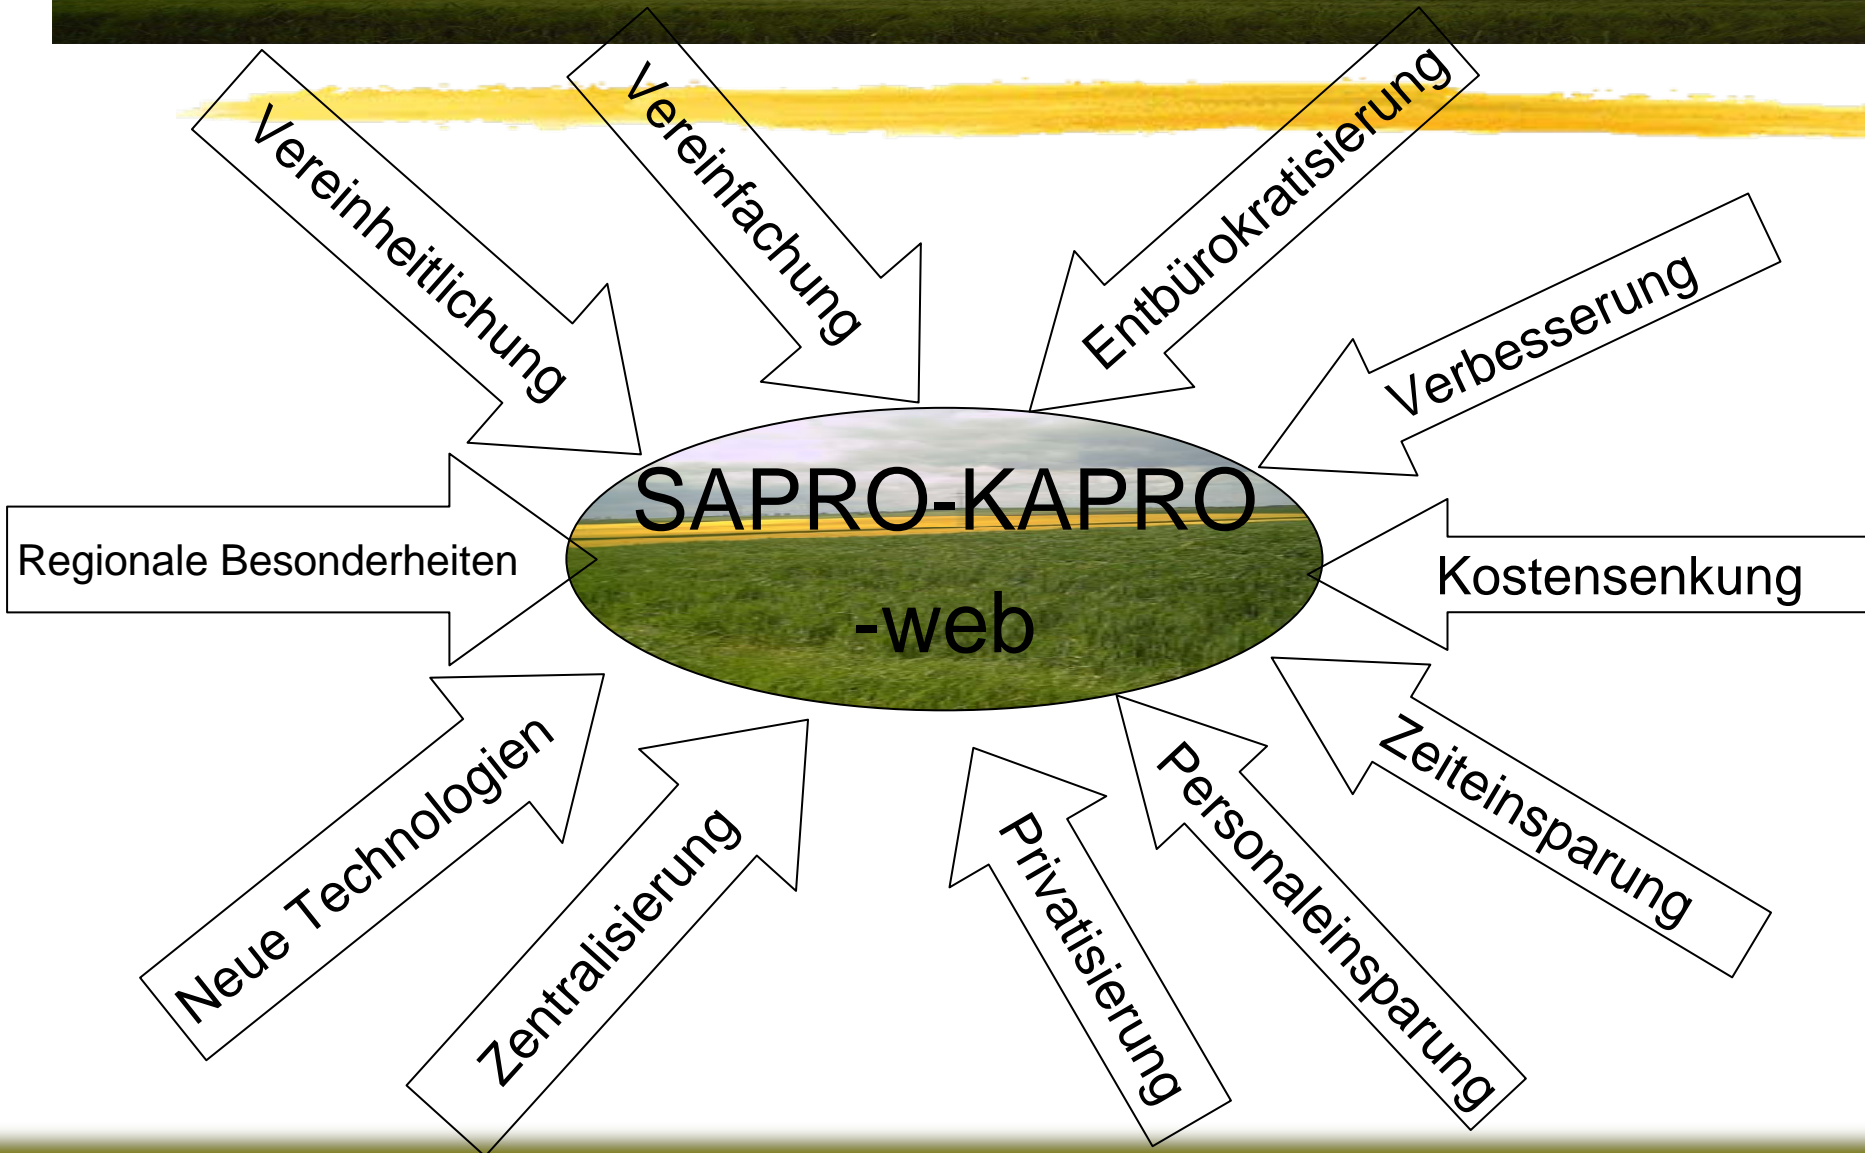 Vereinheitlichung
Vereinfachung
Entbürokratisierung
Verbesserung
SAPRO-KAPRO
-web
Regionale Besonderheiten
Kostensenkung
Neue Technologien
Zentralisierung
Privatisierung
Personaleinsparung
Zeiteinsparung